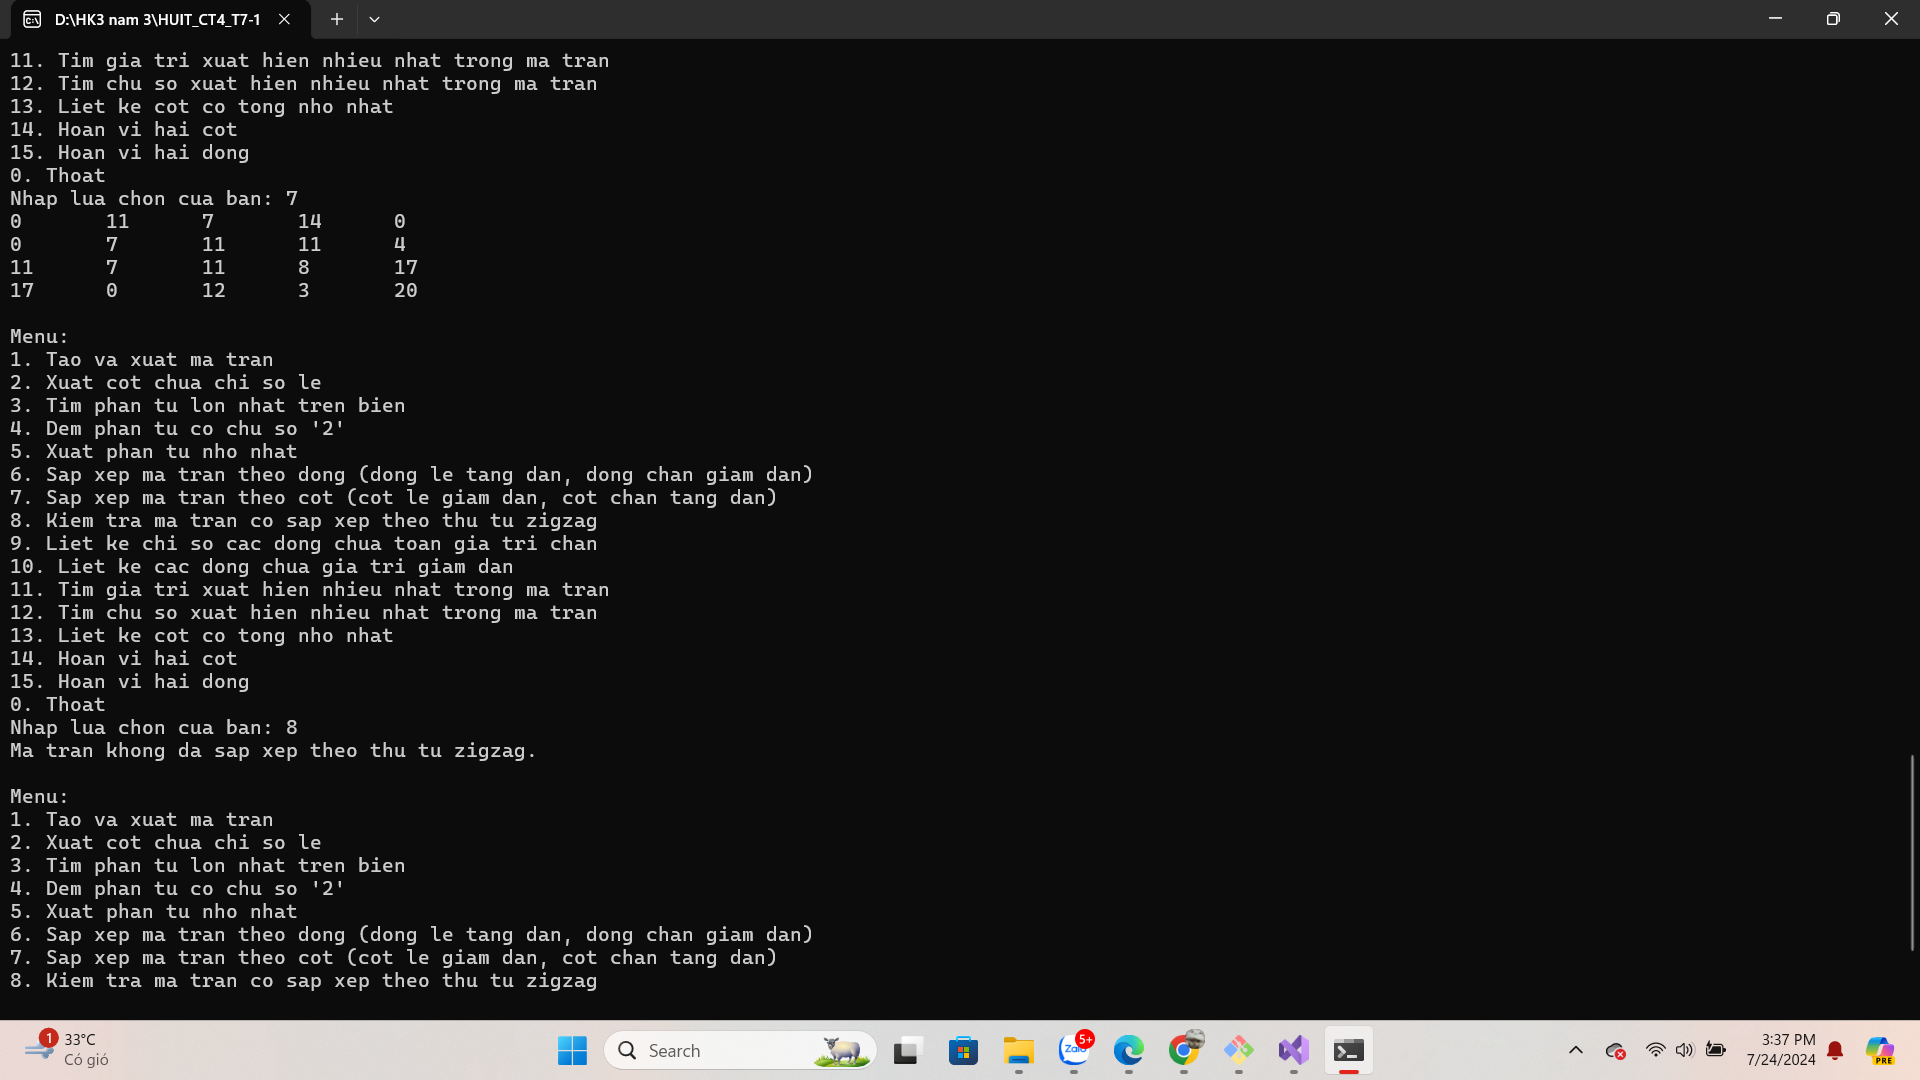 D:\HK3 nam 3\HUIT_CT4_T7-1
11. Tim gia tri xuat hien nhieu nhat trong ma tran
12. Tim chu so xuat hien nhieu nhat trong ma tran
13. Liet ke cot co tong nho nhat
14. Hoan vi hai cot
15. Hoan vi hai dong
0. Thoat
Nhap lua chon cua ban: 7
0 11 7 14 0
0 7 11 11 4
11 7 11 8 17
17 0 12 3 20
Menu:
1. Tao va xuat ma tran
2. Xuat cot chua chi so le
3. Tim phan tu lon nhat tren bien
4. Dem phan tu co chu so '2'
5. Xuat phan tu nho nhat
6. Sap xep ma tran theo dong (dong le tang dan, dong chan giam dan)
7. Sap xep ma tran theo cot (cot le giam dan, cot chan tang dan)
8. Kiem tra ma tran co sap xep theo thu tu zigzag
9. Liet ke chi so cac dong chua toan gia tri chan
10. Liet ke cac dong chua gia tri giam dan
11. Tim gia tri xuat hien nhieu nhat trong ma tran
12. Tim chu so xuat hien nhieu nhat trong ma tran
13. Liet ke cot co tong nho nhat
14. Hoan vi hai cot
15. Hoan vi hai dong
0. Thoat
Nhap lua chon cua ban: 8
Ma tran khong da sap xep theo thu tu zigzag.
Menu:
1. Tao va xuat ma tran
2. Xuat cot chua chi so le
3. Tim phan tu lon nhat tren bien
4. Dem phan tu co chu so '2'
5. Xuat phan tu nho nhat
6. Sap xep ma tran theo dong (dong le tang dan, dong chan giam dan)
7. Sap xep ma tran theo cot (cot le giam dan, cot chan tang dan)
8. Kiem tra ma tran co sap xep theo thu tu zigzag
1
33°C
Có gió
Search
Zalo
5+
3:37 PM
7/24/2024
PRE